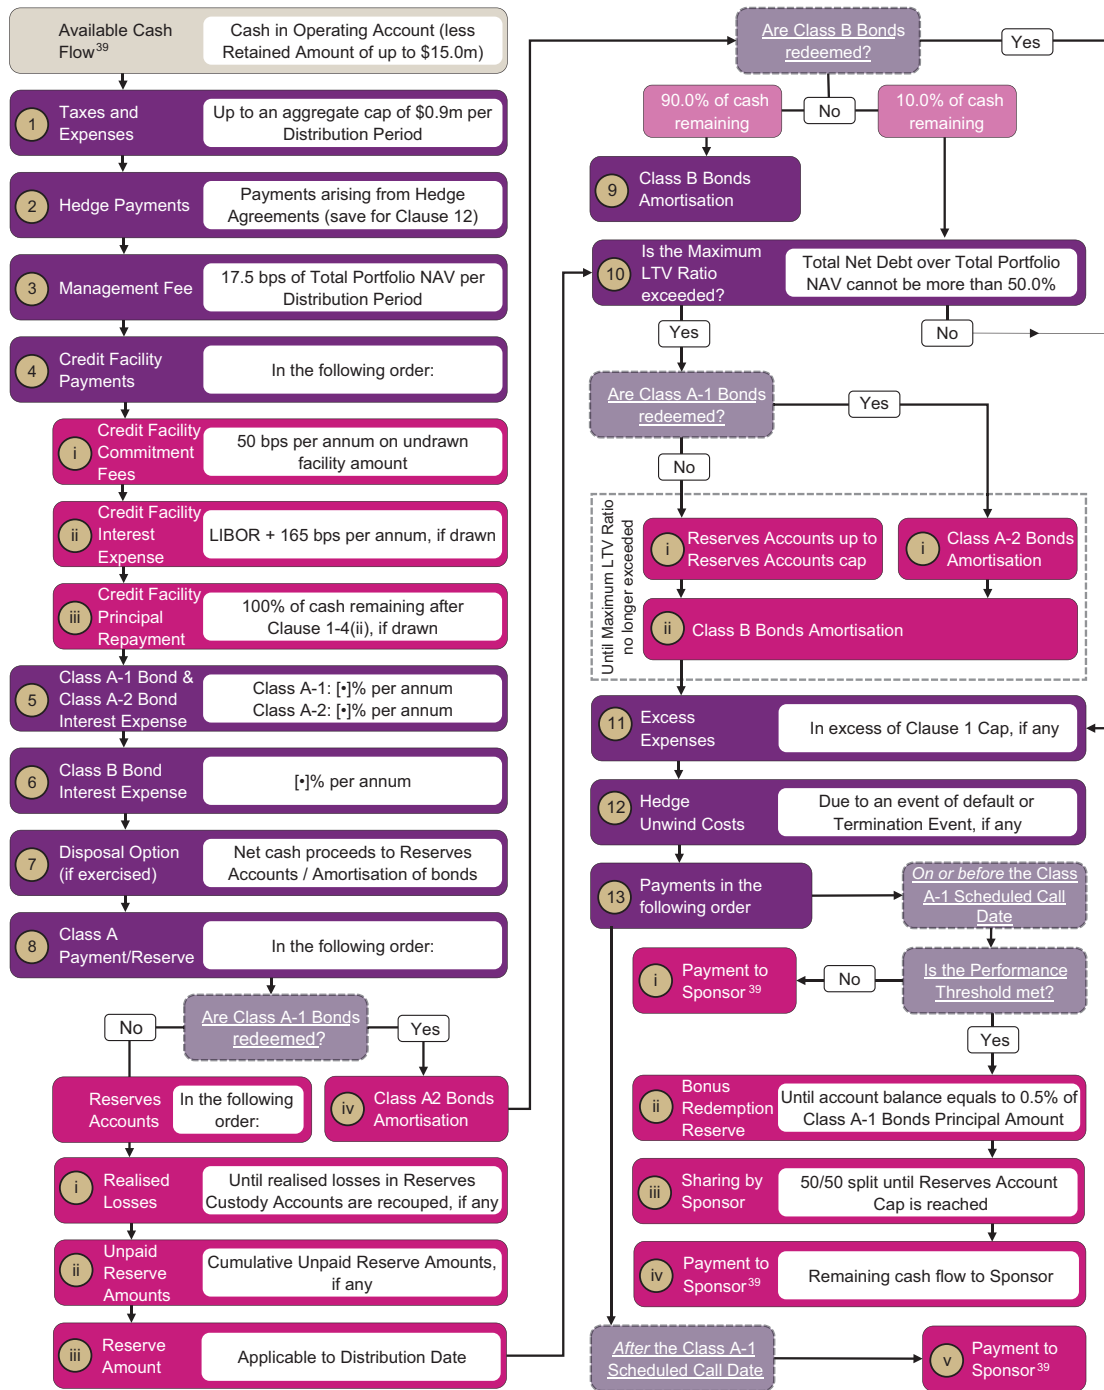 Available Cash
Flow39
Cash in Operating Account (less
Retained Amount of up to $15.0m)
1
Taxes and
Expenses
Up to an aggregate cap of $0.9m per
Distribution Period
2
Hedge Payments
Payments arising from Hedge
Agreements (save for Clause 12)
3
Management Fee
17.5 bps of Total Portfolio NAV per
Distribution Period
4
Credit Facility
Payments
In the following order:
i
Credit Facility
Commitment
Fees
50 bps per annum on undrawn
facility amount
ii
Credit Facility
Interest
Expense
LIBOR + 165 bps per annum, if drawn
iii
Credit Facility
Principal
Repayment
100% of cash remaining after
Clause 1-4(ii), if drawn
5
Class A-1 Bond &
Class A-2 Bond
Interest Expense
Class A-1: [•]% per annum
Class A-2: [•]% per annum
6
Class B Bond
Interest Expense
[•]% per annum
7
Disposal Option
(if exercised)
Net cash proceeds to Reserves
Accounts / Amortisation of bonds
8
Class A
Payment/Reserve
In the following order:
Are Class A-1 Bonds
redeemed?
No
Yes
Reserves
Accounts
In the following
order:
iv
Class A2 Bonds
Amortisation
i
Realised
Losses
Until realised losses in Reserves
Custody Accounts are recouped, if any
ii
Unpaid
Reserve
Amounts
Cumulative Unpaid Reserve Amounts,
if any
iii
Reserve
Amount
Applicable to Distribution Date
Are Class B Bonds
redeemed?
Yes
90.0% of cash
remaining
No
10.0% of cash
remaining
9
Class B Bonds
Amortisation
10
Is the Maximum
LTV Ratio
exceeded?
Total Net Debt over Total Portfolio
NAV cannot be more than 50.0%
Yes
No
Are Class A-1 Bonds
redeemed?
Yes
No
Until Maximum LTV Ratio
no longer exceeded
i
Reserves Accounts up to
Reserves Accounts cap
i
Class A-2 Bonds
Amortisation
ii
Class B Bonds Amortisation
11
Excess
Expenses
In excess of Clause 1 Cap, if any
12
Hedge
Unwind Costs
Due to an event of default or
Termination Event, if any
13
Payments in the
following order
On or before the Class
A-1 Scheduled Call
Date
i
Payment to
Sponsor39
No
Is the Performance
Threshold met?
Yes
ii
Bonus
Redemption
Reserve
Until account balance equals to 0.5% of
Class A-1 Bonds Principal Amount
iii
Sharing by
Sponsor
50/50 split until Reserves Account
Cap is reached
iv
Payment to
Sponsor39
Remaining cash flow to Sponsor
After the Class A-1
Scheduled Call Date
v
Payment to
Sponsor39